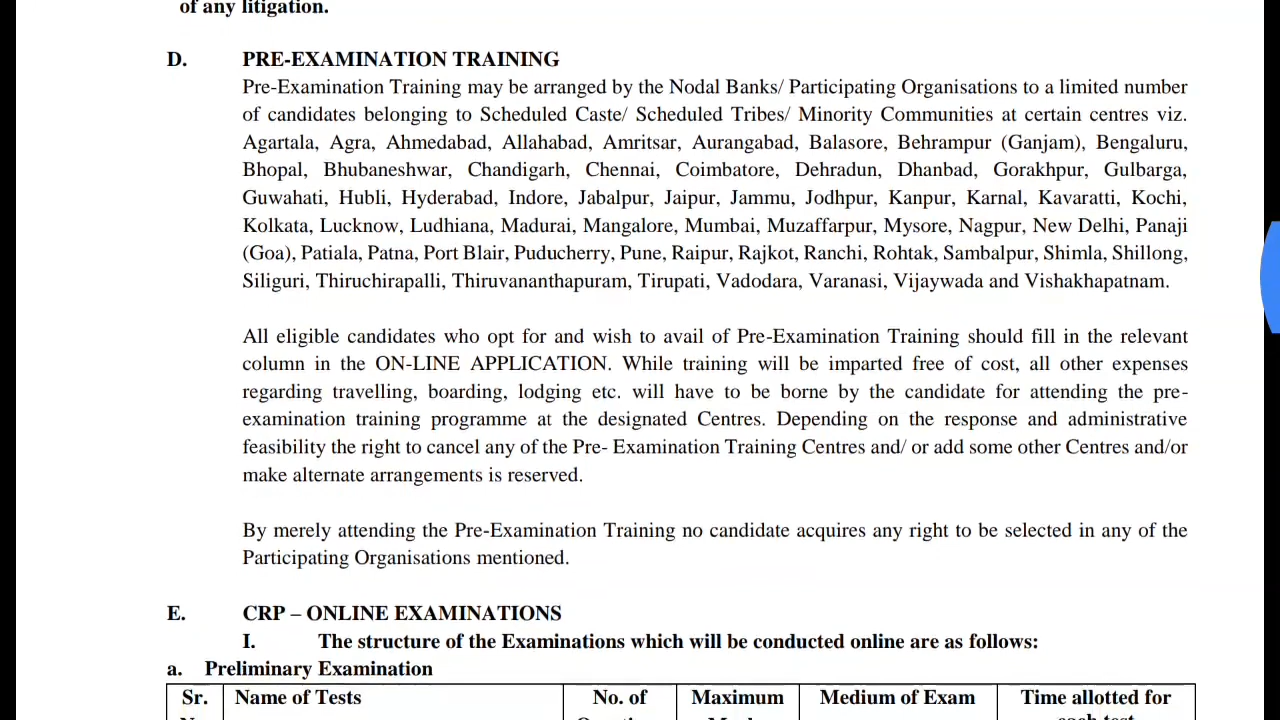 of any litigation.
D. PRE-EXAMINATION TRAINING
Pre-Examination Training may be arranged by the Nodal Banks/ Participating Organisations to a limited number
of candidates belonging to Scheduled Caste/ Scheduled Tribes/ Minority Communities at certain centres viz.
Agartala, Agra, Ahmedabad, Allahabad, Amritsar, Aurangabad, Balasore, Behrampur (Ganjam), Bengaluru,
Bhopal, Bhubaneshwar, Chandigarh, Chennai, Coimbatore, Dehradun, Dhanbad, Gorakhpur, Gulbarga,
Guwahati, Hubli, Hyderabad, Indore, Jabalpur, Jaipur, Jammu, Jodhpur, Kanpur, Karnal, Kavaratti, Kochi,
Kolkata, Lucknow, Ludhiana, Madurai, Mangalore, Mumbai, Muzaffarpur, Mysore, Nagpur, New Delhi, Panaji
(Goa), Patiala, Patna, Port Blair, Puducherry, Pune, Raipur, Rajkot, Ranchi, Rohtak, Sambalpur, Shimla, Shillong,
Siliguri, Thiruchirapalli, Thiruvananthapuram, Tirupati, Vadodara, Varanasi, Vijaywada and Vishakhapatnam.
All eligible candidates who opt for and wish to avail of Pre-Examination Training should fill in the relevant
column in the ON-LINE APPLICATION. While training will be imparted free of cost, all other expenses
regarding travelling, boarding, lodging etc. will have to be borne by the candidate for attending the pre-
examination training programme at the designated Centres. Depending on the response and administrative
feasibility the right to cancel any of the Pre- Examination Training Centres and/ or add some other Centres and/or
make alternate arrangements is reserved.
By merely attending the Pre-Examination Training no candidate acquires any right to be selected in any of the
Participating Organisations mentioned.
E. CRP – ONLINE EXAMINATIONS
I. The structure of the Examinations which will be conducted online are as follows:
a. Preliminary Examination
Sr. Name of Tests No. of Maximum Medium of Exam Time allotted for
each test